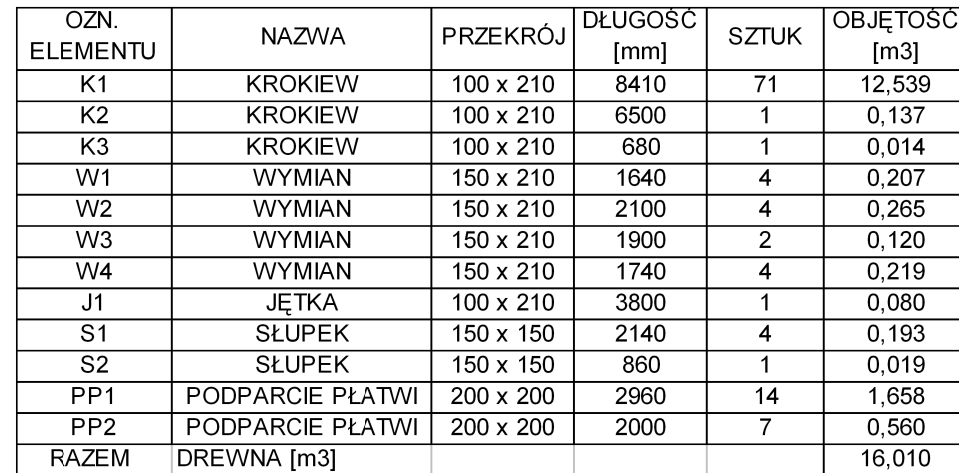 OZN. ELEMENTU NAZWA PRZEKRÓJ DŁUGOŚĆ [mm] SZTUK OBJĘTOŚĆ [m3]
K1 KROKIEW 100 x 210 8410 71 12,539
K2 KROKIEW 100 x 210 6500 1 0,137
K3 KROKIEW 100 x 210 680 1 0,014
W1 WYMIAN 150 x 210 1640 4 0,207
W2 WYMIAN 150 x 210 2100 4 0,265
W3 WYMIAN 150 x 210 1900 2 0,120
W4 WYMIAN 150 x 210 1740 4 0,219
J1 JĘTKA 100 x 210 3800 1 0,080
S1 SŁUPEK 150 x 150 2140 4 0,193
S2 SŁUPEK 150 x 150 860 1 0,019
PP1 PODPARCIE PŁATWI 200 x 200 2960 14 1,658
PP2 PODPARCIE PŁATWI 200 x 200 2000 7 0,560
RAZEM DREWNA [m3] 16,010